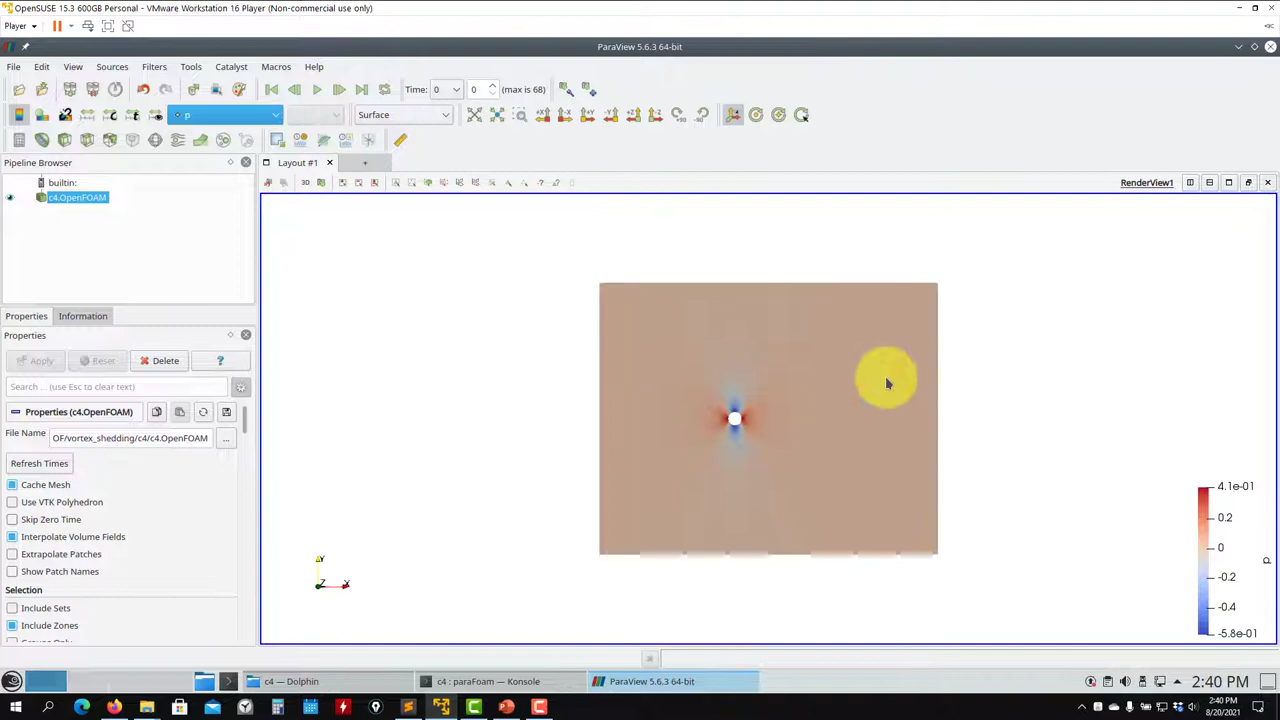 OpenSUSE 15.3 600GB Personal - VMware Workstation 16 Player (Non-commercial use only)
Player
ParaView 5.6.3 64-bit
File Edit View Sources Filters Tools Catalyst Macros Help
Time: 0 0 (max is 68)
p Surface +X -X +Y -Y +Z -Z +90 -90
Pipeline Browser
Layout #1 +
builtin:
3D
RenderView1
c4.OpenFOAM
Properties Information
Properties
Apply Reset Delete ?
Search ... (use Esc to clear text)
Properties (c4.OpenFOAM)
File Name OF/vortex_shedding/c4/c4.OpenFOAM ...
Refresh Times
Cache Mesh
Use VTK Polyhedron
Skip Zero Time
Interpolate Volume Fields
Extrapolate Patches
Show Patch Names
Selection
Include Sets
Include Zones
Y
Z X
4.1e-01
0.2
0
-0.2
-0.4
-5.8e-01
p
c4 — Dolphin
c4 : paraFoam — Konsole
ParaView 5.6.3 64-bit
2:40 PM
2:40 PM
8/20/2021